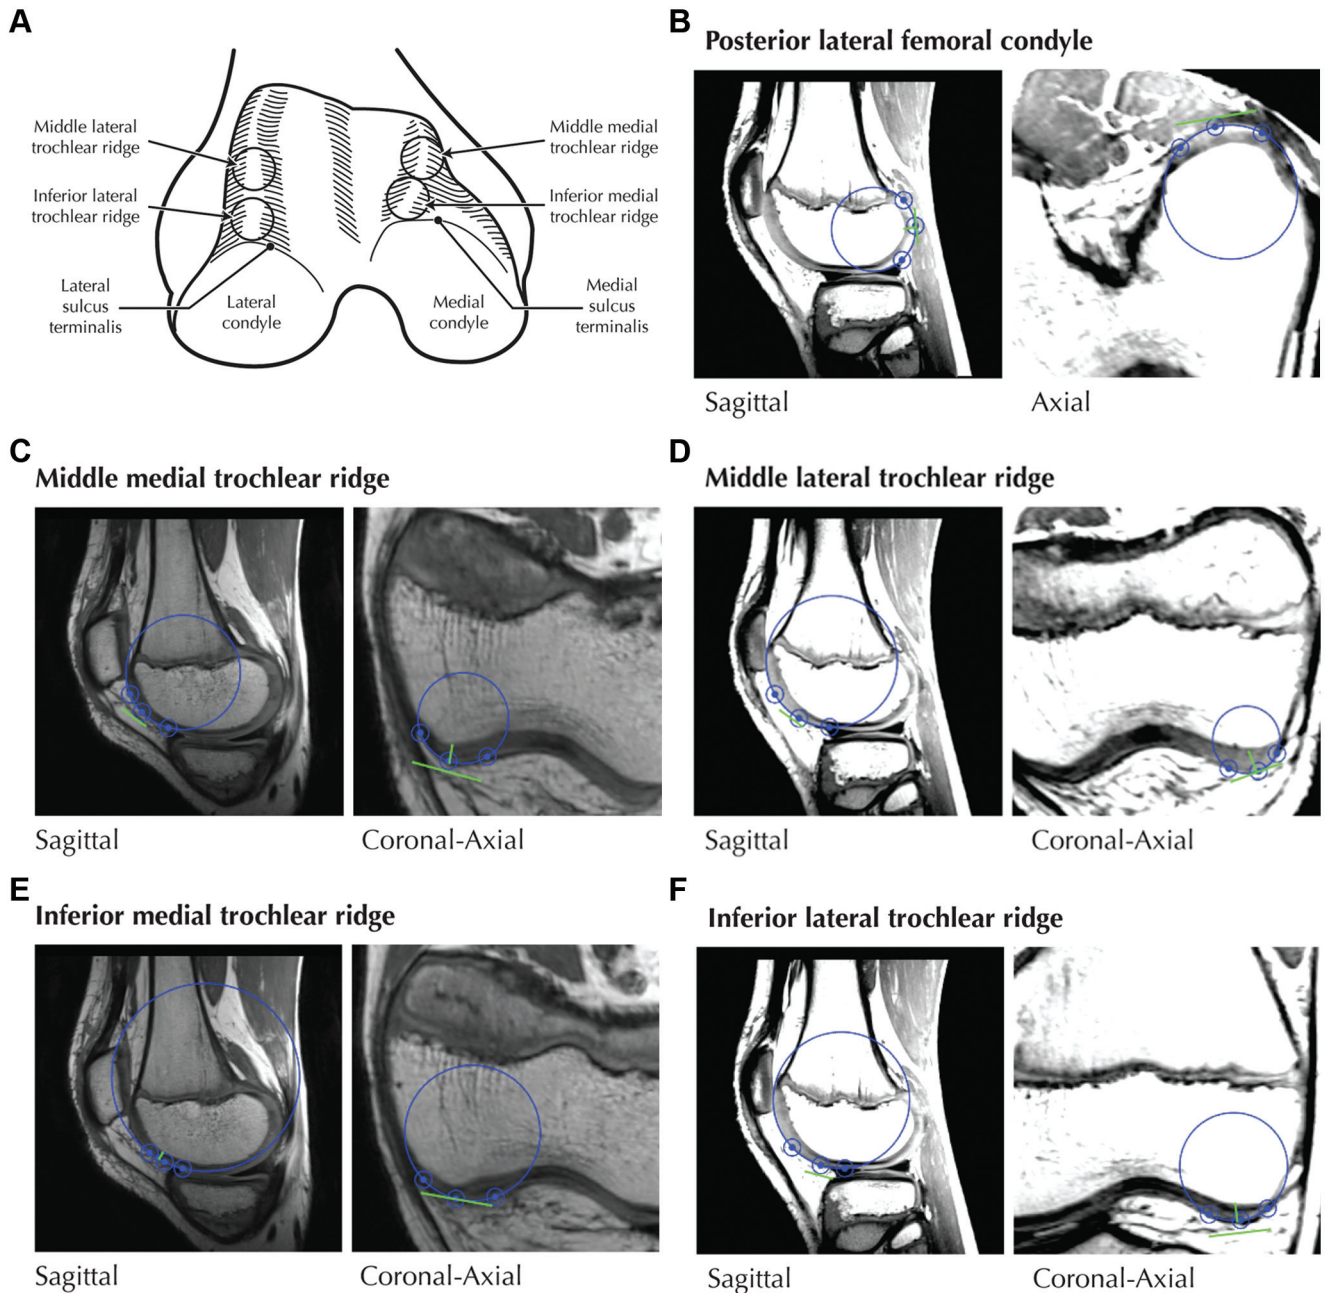 A
Middle lateral
trochlear ridge
Inferior lateral
trochlear ridge
Lateral
sulcus
terminalis
Lateral
condyle
Medial
condyle
Middle medial
trochlear ridge
Inferior medial
trochlear ridge
Medial
sulcus
terminalis
B
Posterior lateral femoral condyle
Sagittal
Axial
C
Middle medial trochlear ridge
Sagittal
Coronal-Axial
D
Middle lateral trochlear ridge
Sagittal
Coronal-Axial
E
Inferior medial trochlear ridge
Sagittal
Coronal-Axial
F
Inferior lateral trochlear ridge
Sagittal
Coronal-Axial